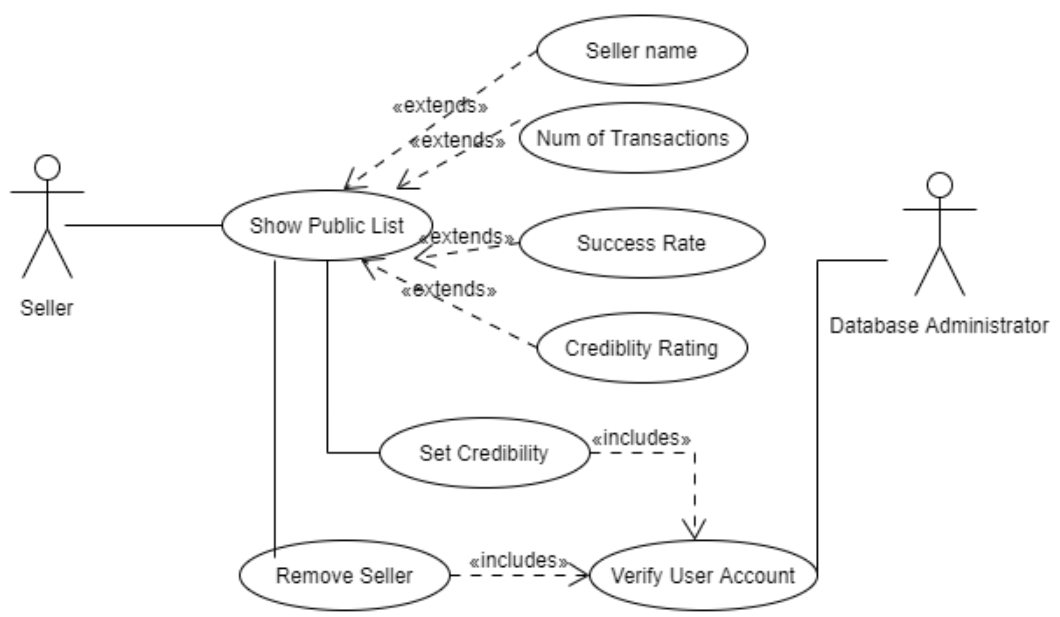 Seller name
«extends»
Num of Transactions
«extends»
Show Public List
«extends»
Success Rate
«extends»
Seller
Database Administrator
Crediblity Rating
Set Credibility
«includes»
Remove Seller
«includes»
Verify User Account